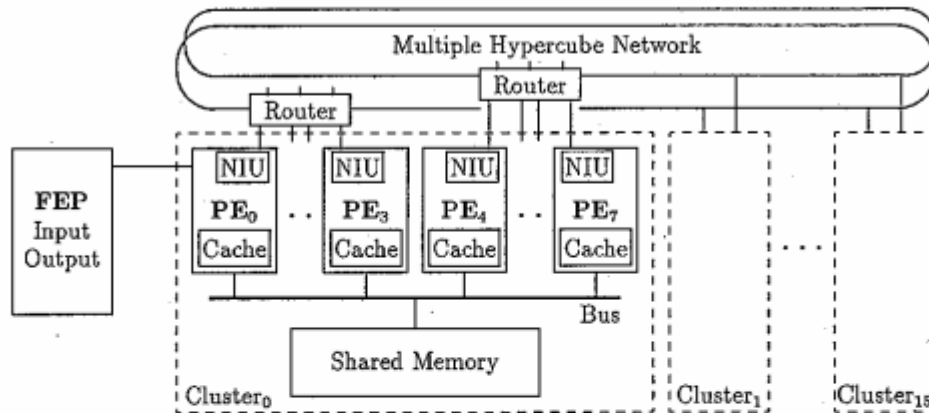 Multiple Hypercube Network
Router
Router
NIU
NIU
NIU
NIU
FEP
Input
Output
PE₀
. .
PE₃
PE₄
. .
PE₇
Cache
Cache
Cache
Cache
. . .
Bus
Shared Memory
Cluster₀
Cluster₁
Cluster₁₅